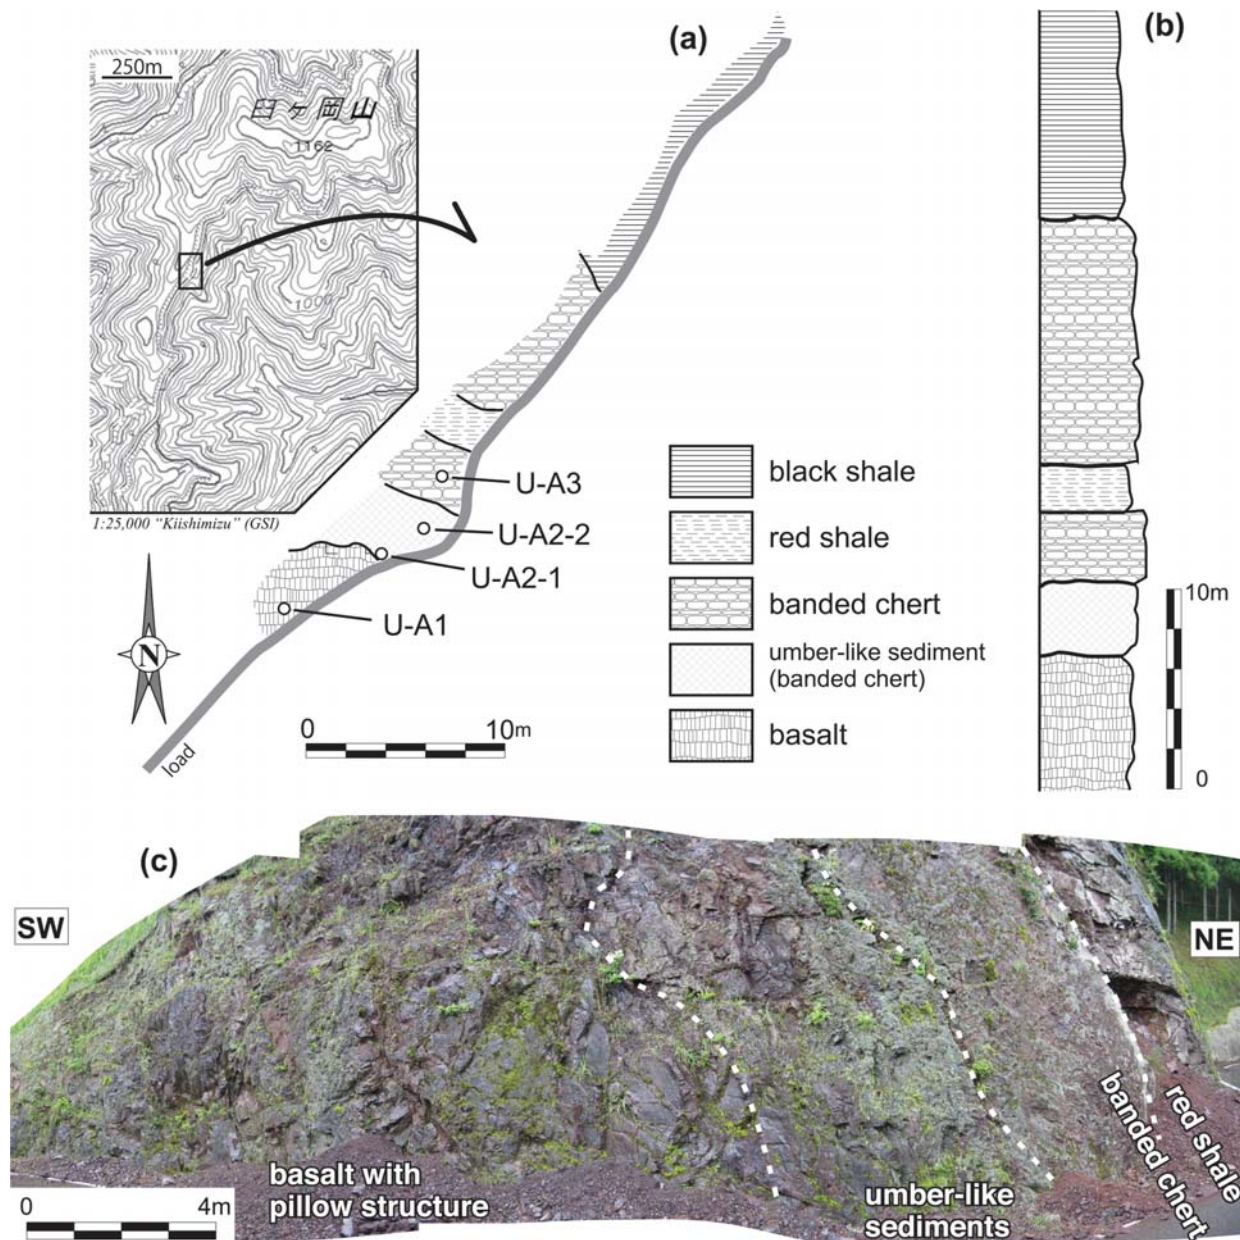 (a)
(b)
250m
臼ヶ岡山
1162
1000
1:25,000 "Kiishimizu" (GSI)
U-A3
U-A2-2
U-A2-1
U-A1
N
load
0 10m
black shale
red shale
banded chert
umber-like sediment
(banded chert)
basalt
10m
0
(c)
SW
NE
0 4m
basalt with
pillow structure
umber-like
sediments
banded chert
red shale